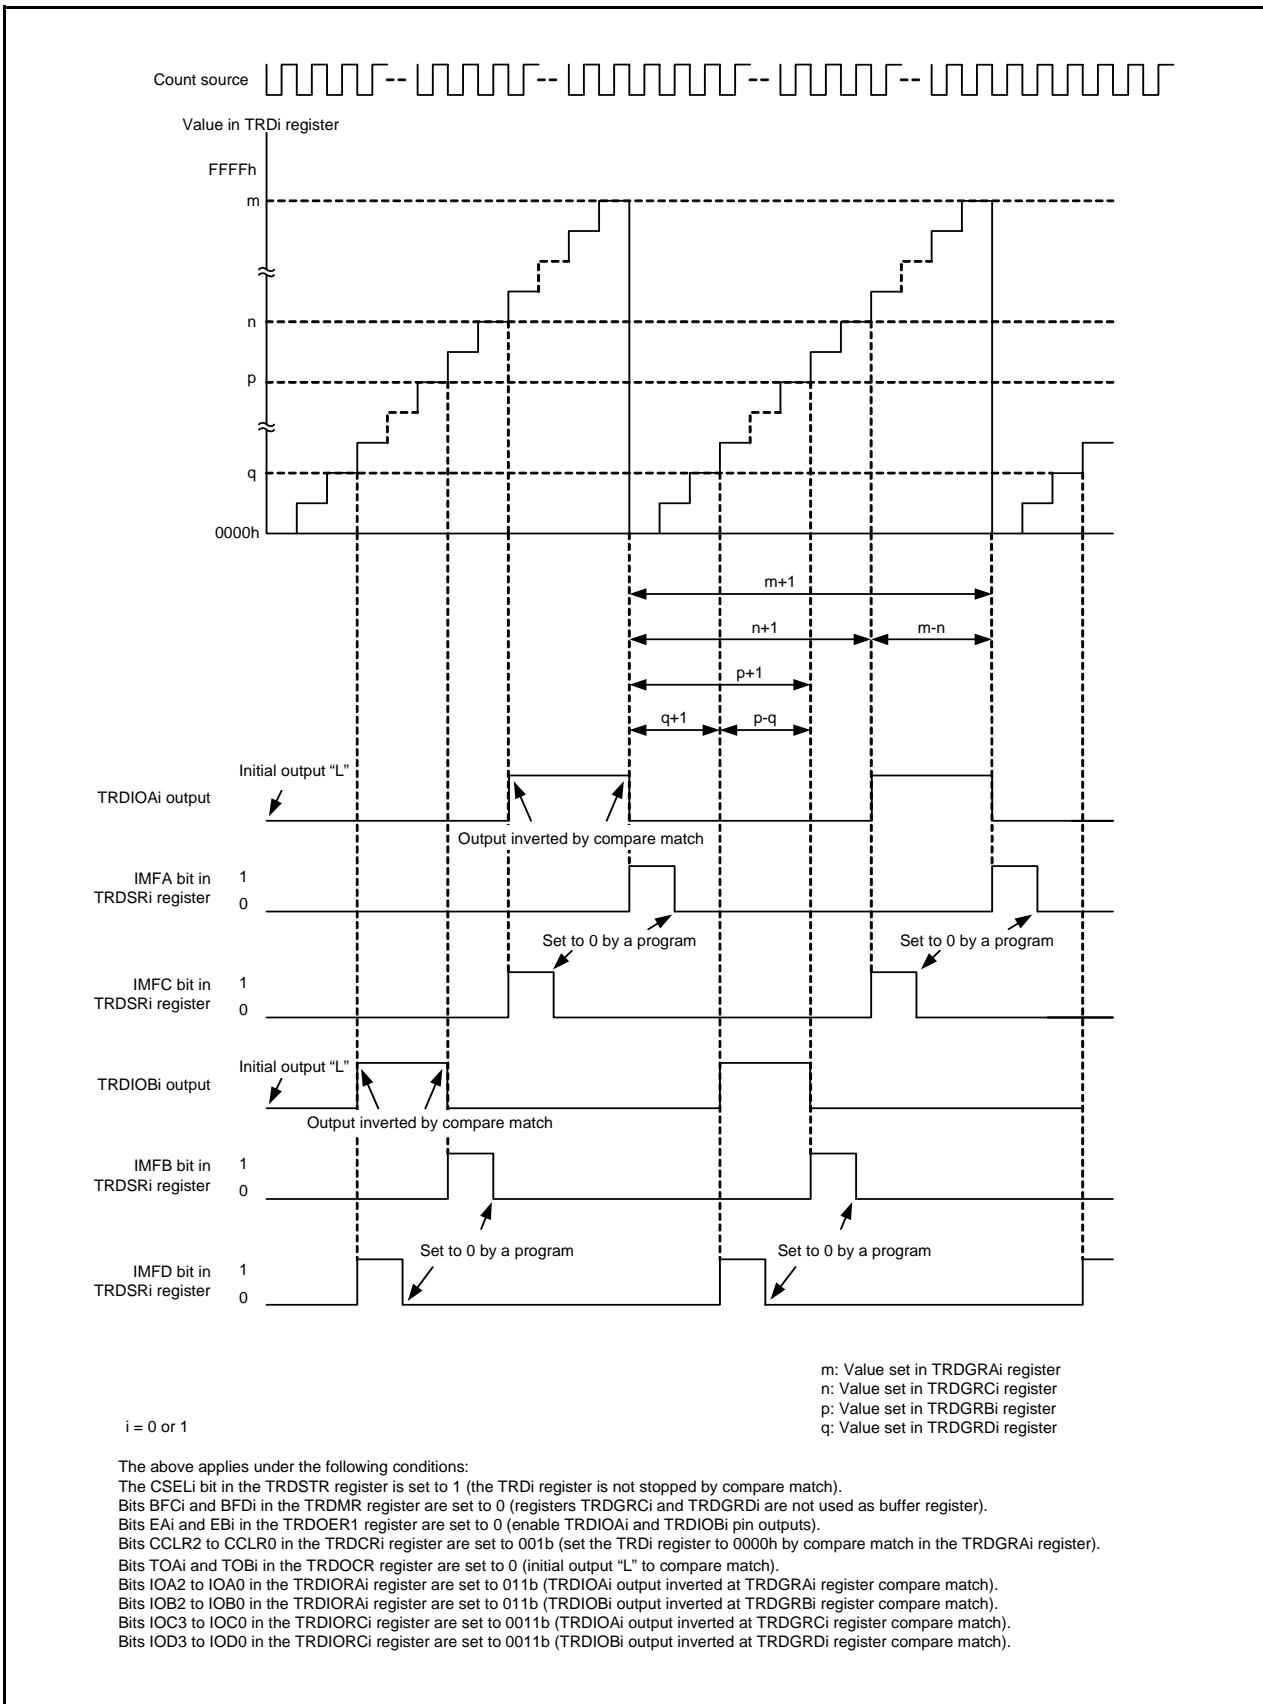 Count source
Value in TRDi register
FFFFh
m
n
p
q
0000h
m+1
n+1
m-n
p+1
q+1
p-q
Initial output “L”
TRDIOAi output
Output inverted by compare match
IMFA bit in
TRDSRi register
1
0
Set to 0 by a program
Set to 0 by a program
IMFC bit in
TRDSRi register
1
0
Initial output “L”
TRDIOBi output
Output inverted by compare match
IMFB bit in
TRDSRi register
1
0
Set to 0 by a program
Set to 0 by a program
IMFD bit in
TRDSRi register
1
0
m: Value set in TRDGRAi register
n: Value set in TRDGRCi register
p: Value set in TRDGRBi register
q: Value set in TRDGRDi register
i = 0 or 1
The above applies under the following conditions:
The CSELi bit in the TRDSTR register is set to 1 (the TRDi register is not stopped by compare match).
Bits BFCi and BFDi in the TRDMR register are set to 0 (registers TRDGRCi and TRDGRDi are not used as buffer register).
Bits EAi and EBi in the TRDOER1 register are set to 0 (enable TRDIOAi and TRDIOBi pin outputs).
Bits CCLR2 to CCLR0 in the TRDCRi register are set to 001b (set the TRDi register to 0000h by compare match in the TRDGRAi register).
Bits TOAi and TOBi in the TRDOCR register are set to 0 (initial output “L” to compare match).
Bits IOA2 to IOA0 in the TRDIORAi register are set to 011b (TRDIOAi output inverted at TRDGRAi register compare match).
Bits IOB2 to IOB0 in the TRDIORAi register are set to 011b (TRDIOBi output inverted at TRDGRBi register compare match).
Bits IOC3 to IOC0 in the TRDIORCi register are set to 0011b (TRDIOAi output inverted at TRDGRCi register compare match).
Bits IOD3 to IOD0 in the TRDIORCi register are set to 0011b (TRDIOBi output inverted at TRDGRDi register compare match).